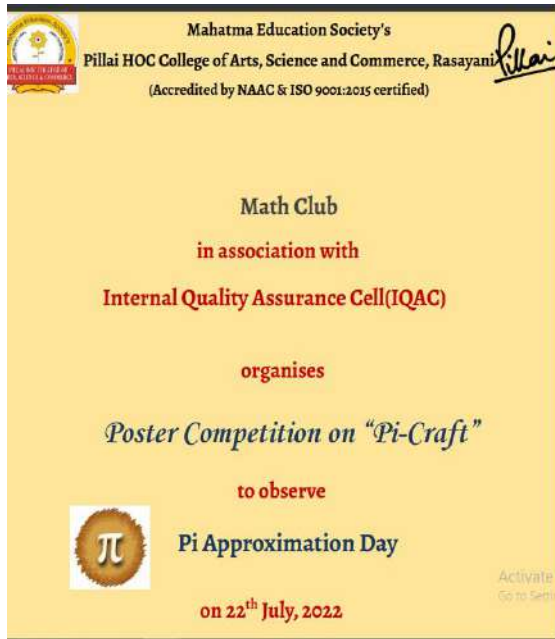 Mahatma Education Society's
Pillai HOC College of Arts, Science and Commerce, Rasayani
Pillai
(Accredited by NAAC & ISO 9001:2015 certified)
Math Club
in association with
Internal Quality Assurance Cell(IQAC)
organises
Poster Competition on “Pi-Craft”
to observe
π
Pi Approximation Day
Activate
on 22th July, 2022